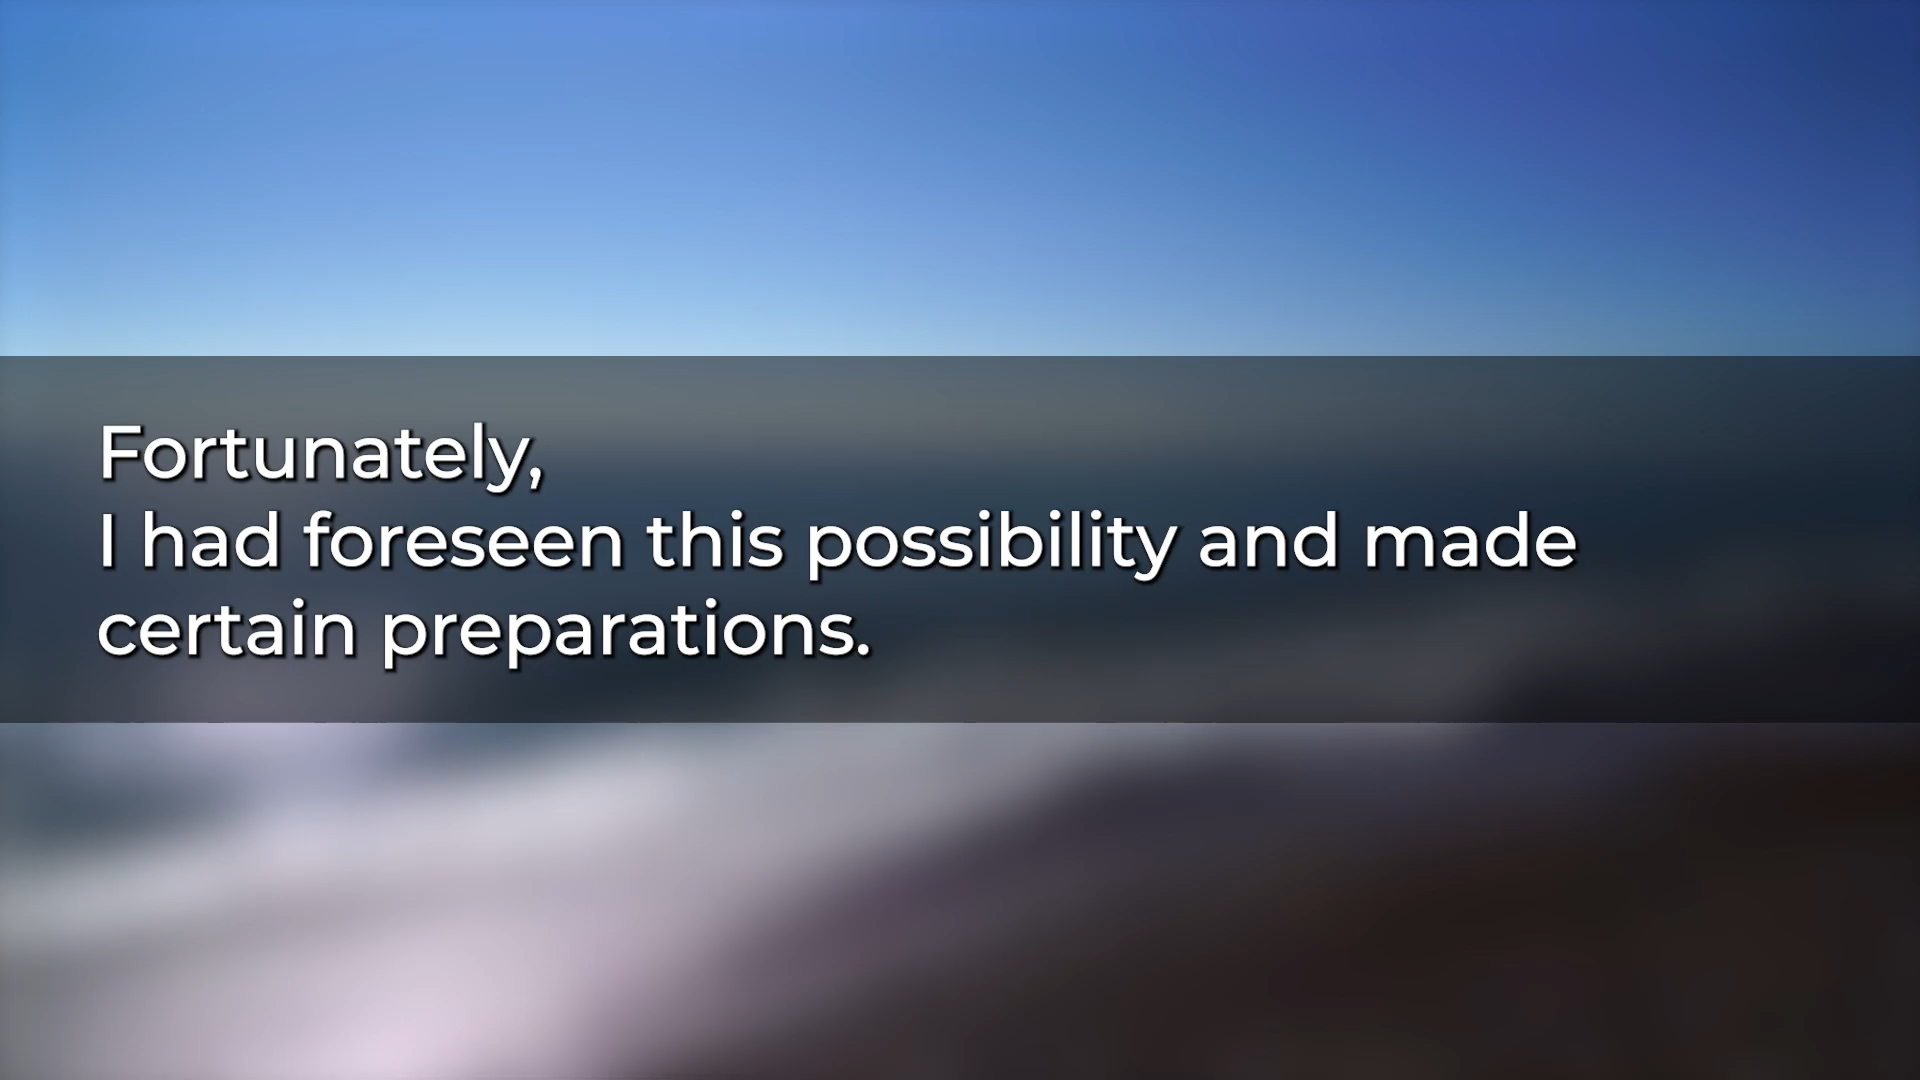 Fortunately,
I had foreseen this possibility and made
certain preparations.